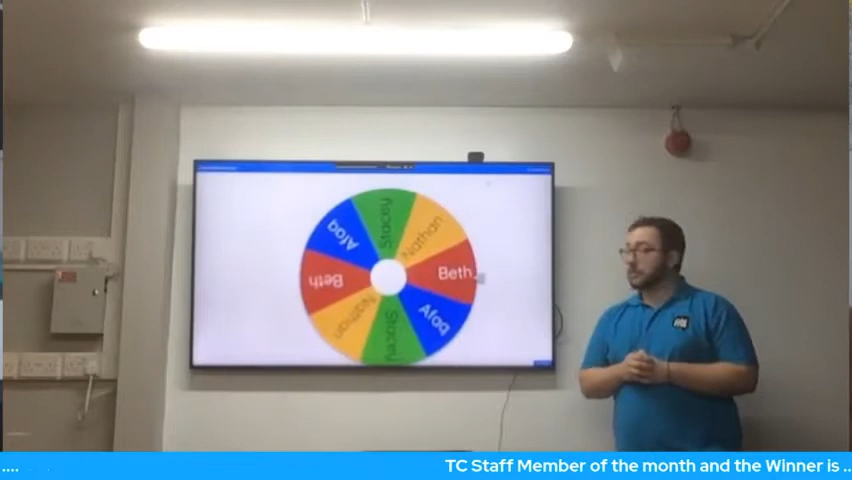 Stacey
Nathan
Beth
Afaq
Stacey
Nathan
Beth
Afaq
....
TC Staff Member of the month and the Winner is ..